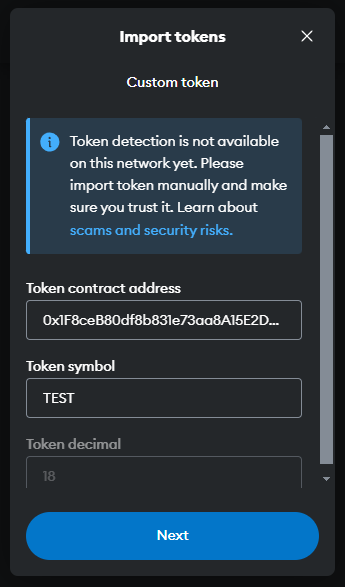 Import tokens
Custom token
Token detection is not available
on this network yet. Please
import token manually and make
sure you trust it. Learn about
scams and security risks.
Token contract address
0x1F8ceB80df8b831e73aa8A15E2D...
Token symbol
TEST
Token decimal
18
Next